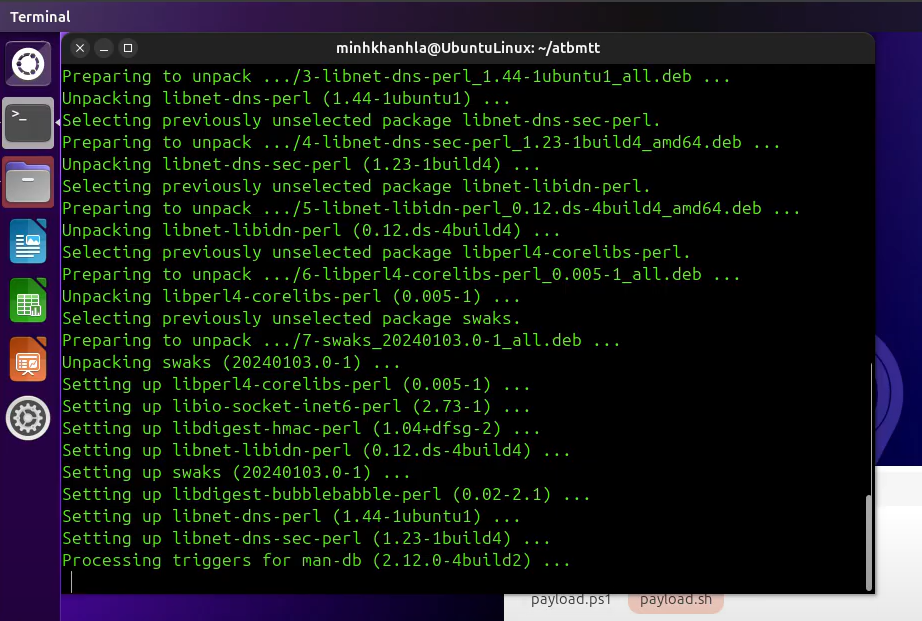 Terminal
minhkhanhla@UbuntuLinux: ~/atbmtt
Preparing to unpack .../3-libnet-dns-perl_1.44-1ubuntu1_all.deb ...
Unpacking libnet-dns-perl (1.44-1ubuntu1) ...
Selecting previously unselected package libnet-dns-sec-perl.
Preparing to unpack .../4-libnet-dns-sec-perl_1.23-1build4_amd64.deb ...
Unpacking libnet-dns-sec-perl (1.23-1build4) ...
Selecting previously unselected package libnet-libidn-perl.
Preparing to unpack .../5-libnet-libidn-perl_0.12.ds-4build4_amd64.deb ...
Unpacking libnet-libidn-perl (0.12.ds-4build4) ...
Selecting previously unselected package libperl4-corelibs-perl.
Preparing to unpack .../6-libperl4-corelibs-perl_0.005-1_all.deb ...
Unpacking libperl4-corelibs-perl (0.005-1) ...
Selecting previously unselected package swaks.
Preparing to unpack .../7-swaks_20240103.0-1_all.deb ...
Unpacking swaks (20240103.0-1) ...
Setting up libperl4-corelibs-perl (0.005-1) ...
Setting up libio-socket-inet6-perl (2.73-1) ...
Setting up libdigest-hmac-perl (1.04+dfsg-2) ...
Setting up libnet-libidn-perl (0.12.ds-4build4) ...
Setting up swaks (20240103.0-1) ...
Setting up libdigest-bubblebabble-perl (0.02-2.1) ...
Setting up libnet-dns-perl (1.44-1ubuntu1) ...
Setting up libnet-dns-sec-perl (1.23-1build4) ...
Processing triggers for man-db (2.12.0-4build2) ...
payload.ps1 payload.sh